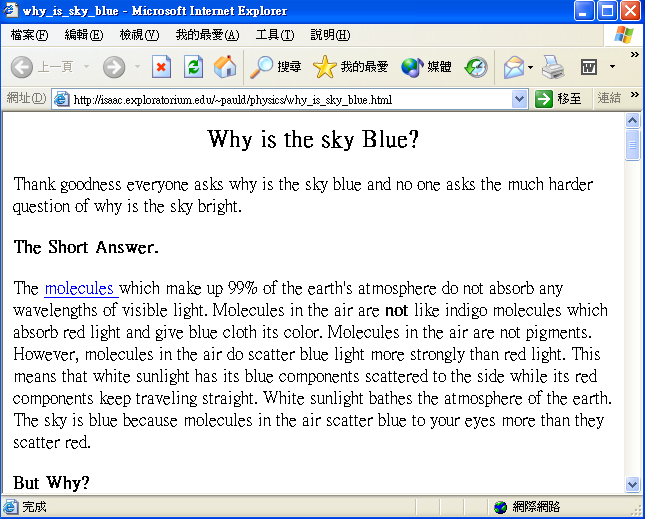 why_is_sky_blue - Microsoft Internet Explorer
檔案(F) 編輯(E) 檢視(V) 我的最愛(A) 工具(T) 說明(H)
上一頁 搜尋 我的最愛 媒體 »
網址(D) http://isaac.exploratorium.edu/~pauld/physics/why_is_sky_blue.html 移至 連結 »
Why is the sky Blue?
Thank goodness everyone asks why is the sky blue and no one asks the much harder
question of why is the sky bright.
The Short Answer.
The molecules which make up 99% of the earth's atmosphere do not absorb any
wavelengths of visible light. Molecules in the air are not like indigo molecules which
absorb red light and give blue cloth its color. Molecules in the air are not pigments.
However, molecules in the air do scatter blue light more strongly than red light. This
means that white sunlight has its blue components scattered to the side while its red
components keep traveling straight. White sunlight bathes the atmosphere of the earth.
The sky is blue because molecules in the air scatter blue to your eyes more than they
scatter red.
But Why?
完成 網際網路